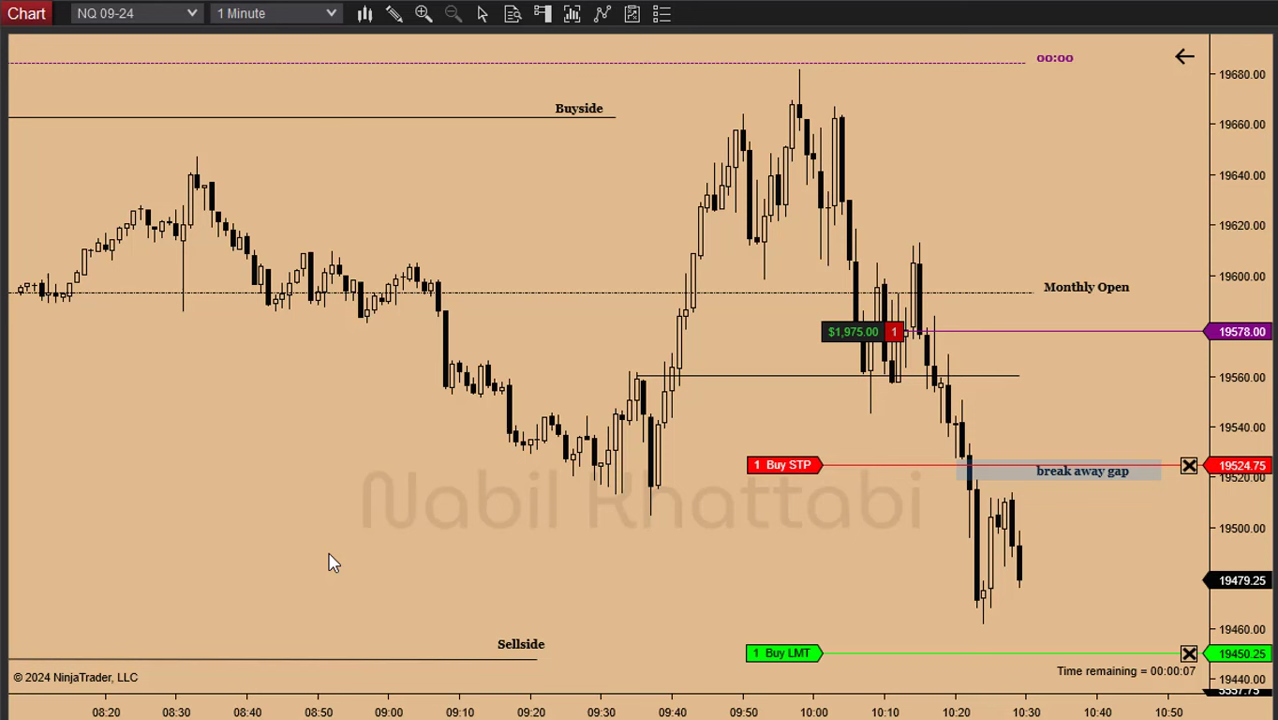 Chart NQ 09-24 1 Minute
00:00
19680.00
Buyside
19660.00
19640.00
19620.00
19600.00
Monthly Open
$1,975.00 1
19578.00
19560.00
19540.00
1 Buy STP
19524.75
break away gap
19520.00
Nabil Khattabi
19500.00
19479.25
19460.00
Sellside
1 Buy LMT
19450.25
Time remaining = 00:00:07
© 2024 NinjaTrader, LLC
19440.00
08:20 08:30 08:40 08:50 09:00 09:10 09:20 09:30 09:40 09:50 10:00 10:10 10:20 10:30 10:40 10:50